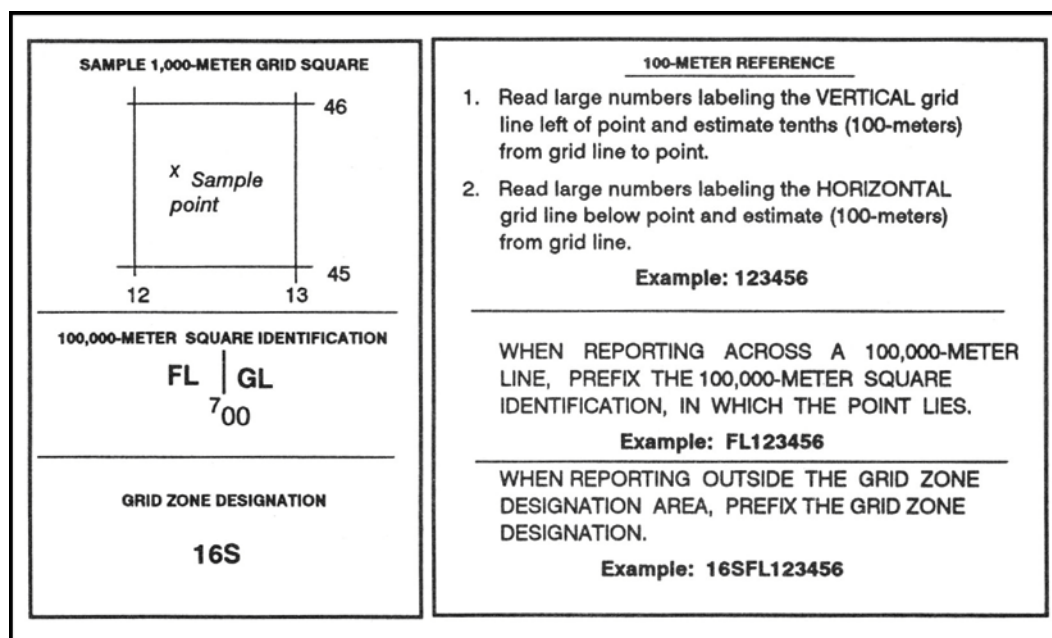 SAMPLE 1,000-METER GRID SQUARE
46
x Sample
point
45
12 13
100,000-METER SQUARE IDENTIFICATION
FL | GL
700
GRID ZONE DESIGNATION
16S
100-METER REFERENCE
1. Read large numbers labeling the VERTICAL grid
line left of point and estimate tenths (100-meters)
from grid line to point.
2. Read large numbers labeling the HORIZONTAL
grid line below point and estimate (100-meters)
from grid line.
Example: 123456
WHEN REPORTING ACROSS A 100,000-METER
LINE, PREFIX THE 100,000-METER SQUARE
IDENTIFICATION, IN WHICH THE POINT LIES.
Example: FL123456
WHEN REPORTING OUTSIDE THE GRID ZONE
DESIGNATION AREA, PREFIX THE GRID ZONE
DESIGNATION.
Example: 16SFL123456